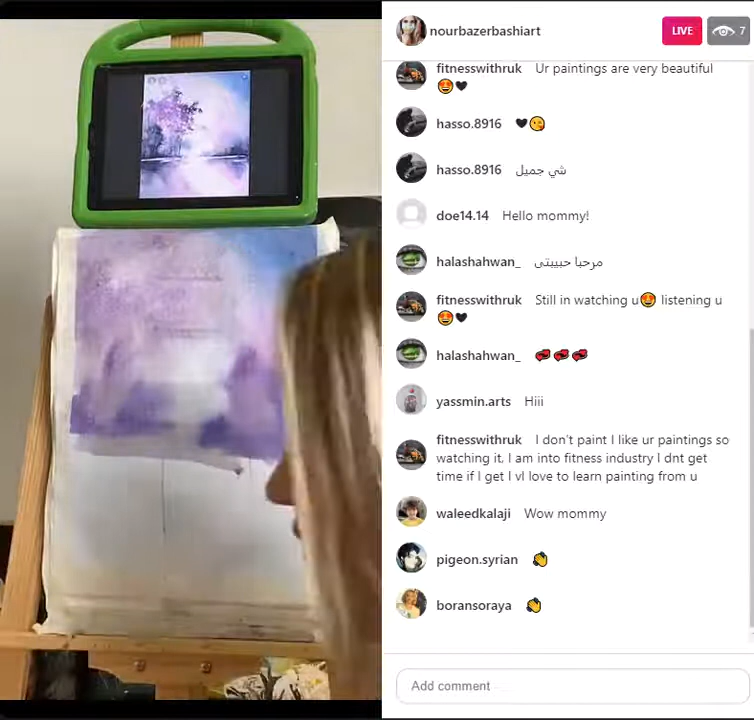 nourbazerbashiart
LIVE
7
fitnesswithruk Ur paintings are very beautiful
🤩🖤
hasso.8916 🖤😘
hasso.8916 شي جميل
doe14.14 Hello mommy!
halashahwan_ مرحبا حبيبتى
fitnesswithruk Still in watching u🤩 listening u
🤩🖤
halashahwan_ 💞💞💞
yassmin.arts Hiii
fitnesswithruk I don't paint I like ur paintings so
watching it, I am into fitness industry I dnt get
time if I get I vl love to learn painting from u
waleedkalaji Wow mommy
pigeon.syrian 👏
boransoraya 👏
Add comment